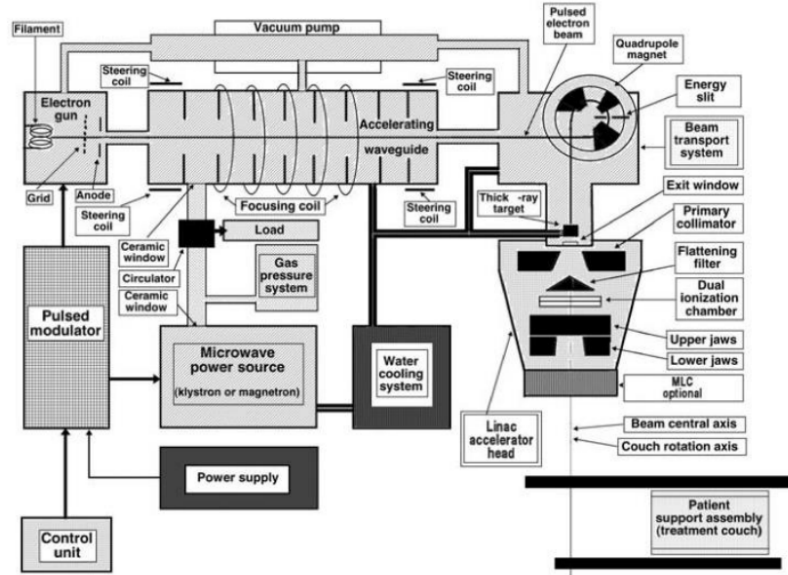 Vacuum pump
Pulsed
electron
beam
Filament
Quadrupole
magnet
Steering
coil
Steering
coil
Energy
slit
Electron
gun
Accelerating
waveguide
Beam
transport
system
Grid
Anode
Steering
coil
Focusing coil
Steering
coil
Thick -ray
target
Exit window
Primary
collimator
Load
Ceramic
window
Circulator
Ceramic
window
Gas
pressure
system
Flattening
filter
Dual
ionization
chamber
Pulsed
modulator
Microwave
power source
(klystron or magnetron)
Water
cooling
system
Upper jaws
Lower jaws
MLC
optional
Linac
accelerator
head
Beam central axis
Couch rotation axis
Power supply
Control
unit
Patient
support assembly
(treatment couch)